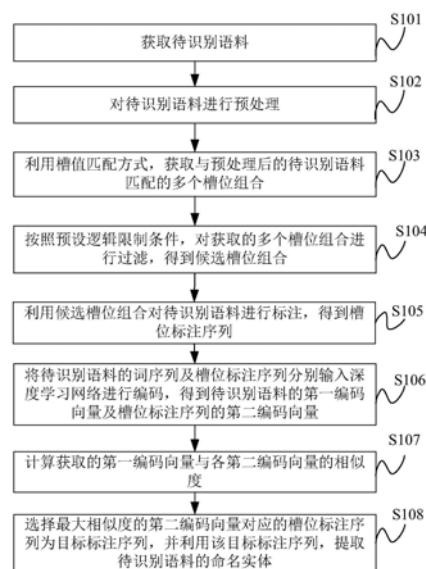 S101
获取待识别语料
S102
对待识别语料进行预处理
S103
利用槽值匹配方式，获取与预处理后的待识别语料
匹配的多个槽位组合
S104
按照预设逻辑限制条件，对获取的多个槽位组合进
行过滤，得到候选槽位组合
S105
利用候选槽位组合对待识别语料进行标注，得到槽
位标注序列
S106
将待识别语料的词序列及槽位标注序列分别输入深
度学习网络进行编码，得到待识别语料的第一编码
向量及槽位标注序列的第二编码向量
S107
计算获取的第一编码向量与各第二编码向量的相似
度
S108
选择最大相似度的第二编码向量对应的槽位标注序
列为目标标注序列，并利用该目标标注序列，提取
待识别语料的命名实体